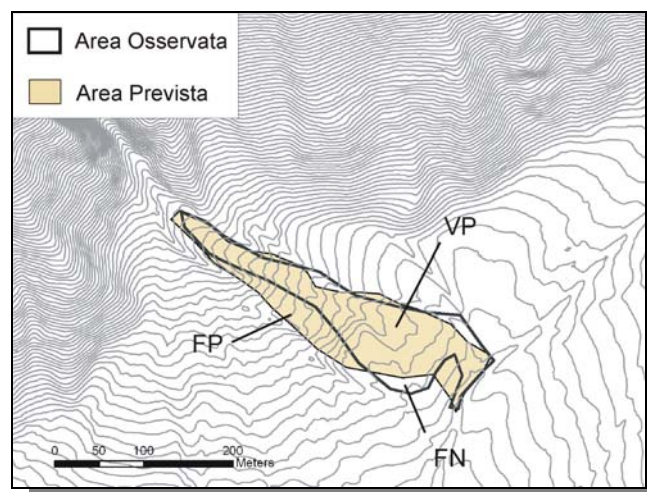 Area Osservata
Area Prevista
VP
FP
FN
0 50 100 200
Meters